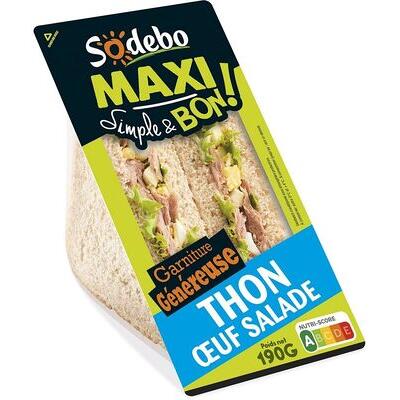 Sodebo
MAXI
Simple & BON!
Garniture
Généreuse
THON
ŒUF SALADE
Poids net
190G
NUTRI-SCORE
A B C D E